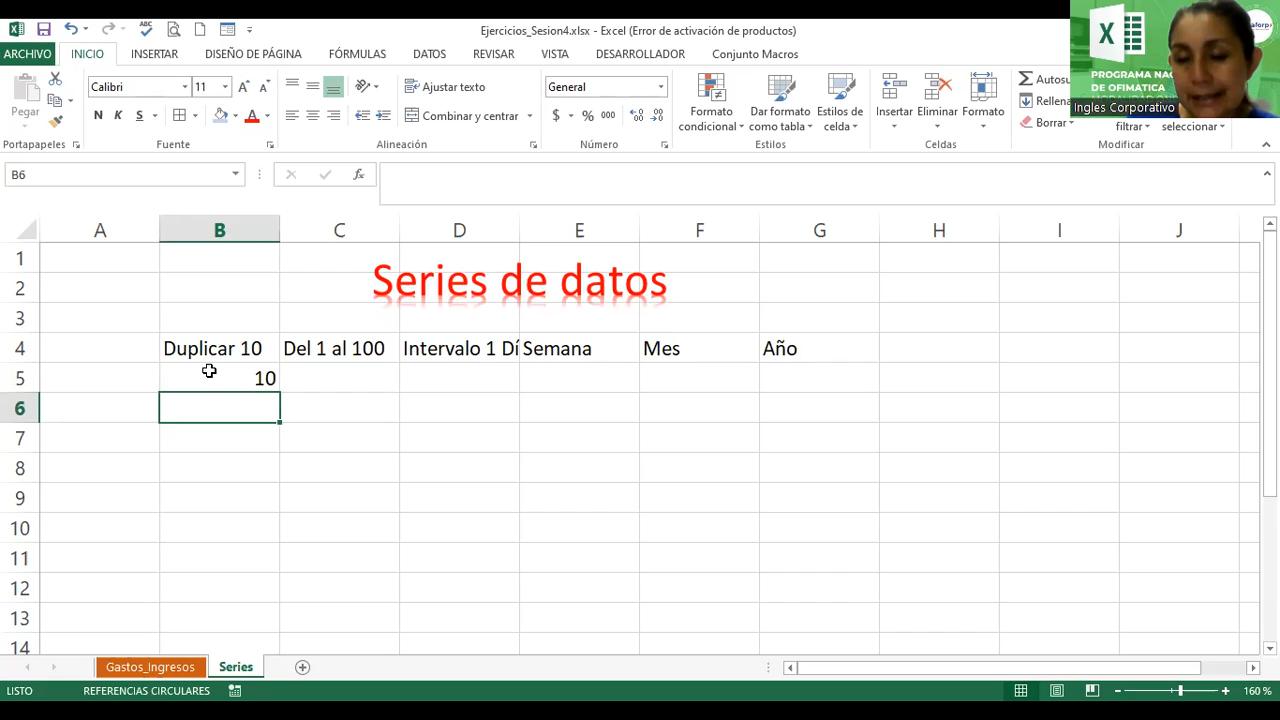 Ejercicios_Sesion4.xlsx - Excel (Error de activación de productos)
ARCHIVO INICIO INSERTAR DISEÑO DE PÁGINA FÓRMULAS DATOS REVISAR VISTA DESARROLLADOR Conjunto Macros
PROGRAMA NAC
DE OFIMATICA
Ingles Corporativo
Pegar
Calibri 11
N K S
Ajustar texto
Combinar y centrar
General
$ % 000
Formato condicional
Dar formato como tabla
Estilos de celda
Insertar
Eliminar
Formato
Autosu
Rellena
Borrar
filtrar
seleccionar
Portapapeles Fuente Alineación Número Estilos Celdas Modificar
B6
A B C D E F G H I J
1
Series de datos
2
3
4 Duplicar 10 Del 1 al 100 Intervalo 1 Dí Semana Mes Año
5 10
6
7
8
9
10
11
12
13
14
Gastos_Ingresos Series
LISTO REFERENCIAS CIRCULARES 160 %